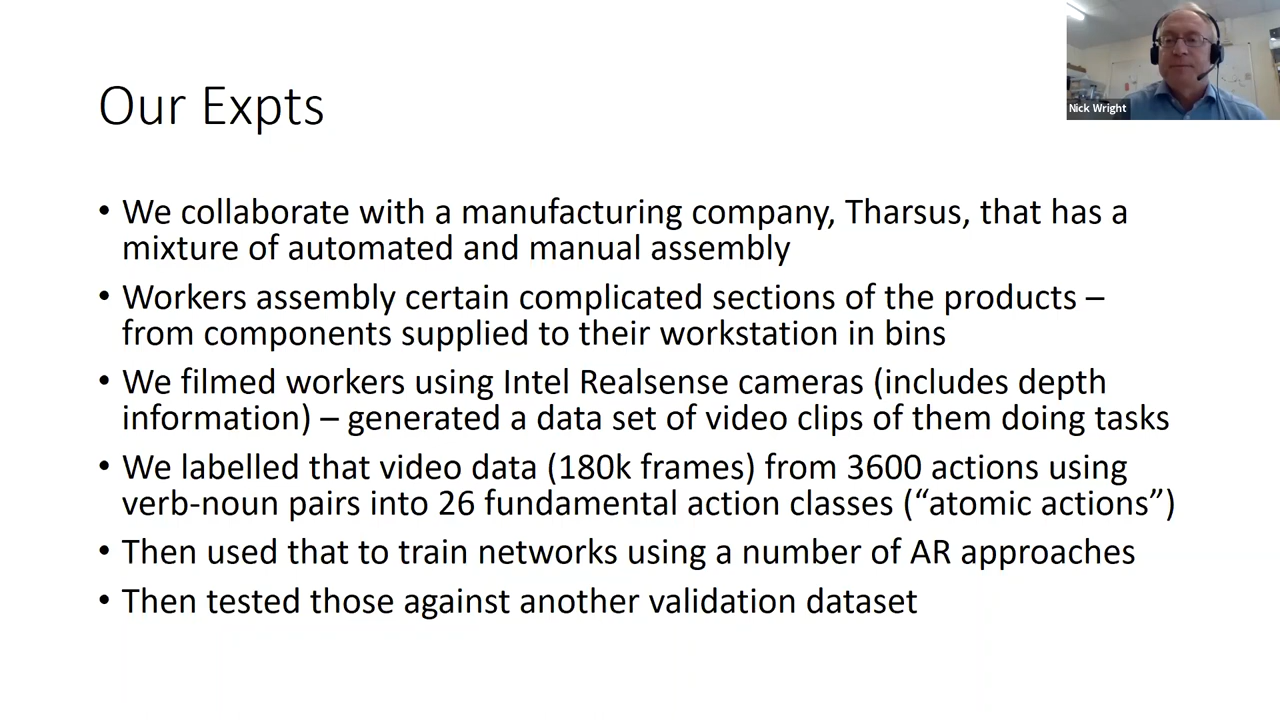 Our Expts
Nick Wright
• We collaborate with a manufacturing company, Tharsus, that has a
mixture of automated and manual assembly
• Workers assembly certain complicated sections of the products –
from components supplied to their workstation in bins
• We filmed workers using Intel Realsense cameras (includes depth
information) – generated a data set of video clips of them doing tasks
• We labelled that video data (180k frames) from 3600 actions using
verb-noun pairs into 26 fundamental action classes (“atomic actions”)
• Then used that to train networks using a number of AR approaches
• Then tested those against another validation dataset